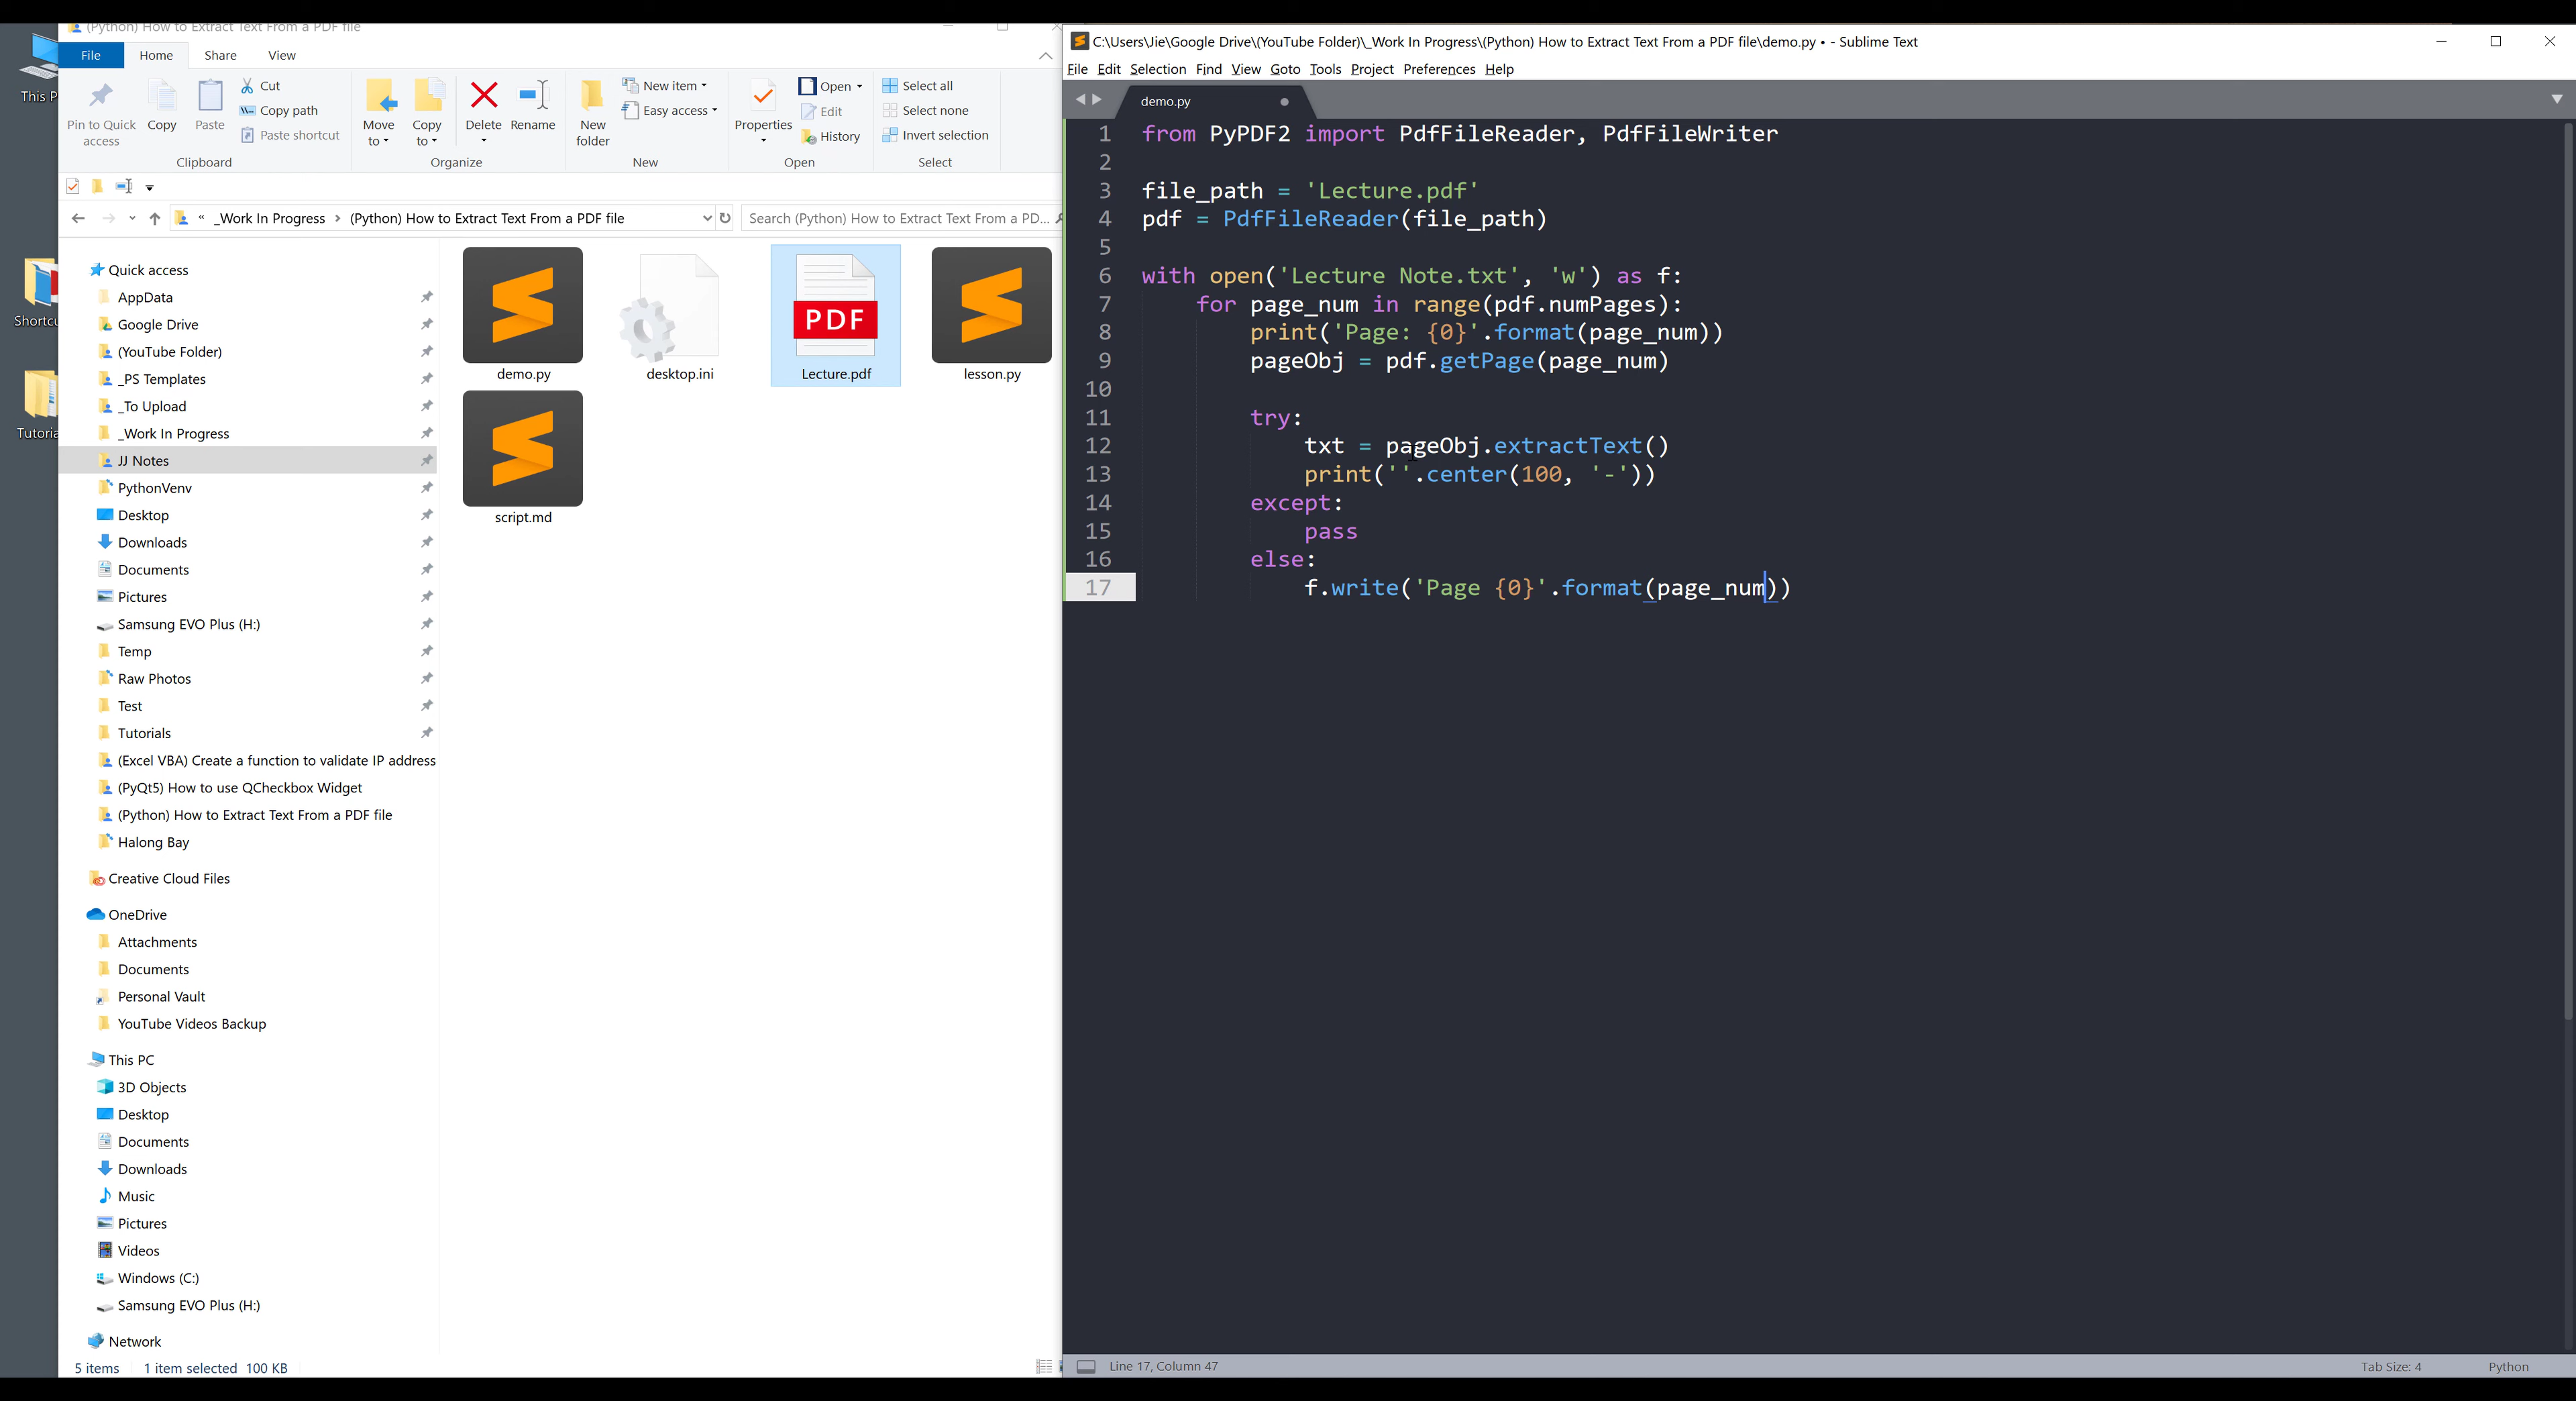 (Python) How to Extract Text From a PDF file
File Home Share View
Pin to Quick access
Copy
Paste
Cut
Copy path
Paste shortcut
Clipboard
Move to
Copy to
Delete
Rename
Organize
New folder
New item
Easy access
New
Properties
Open
Edit
History
Open
Select all
Select none
Invert selection
Select
« _Work In Progress > (Python) How to Extract Text From a PDF file
Search (Python) How to Extract Text From a PD...
This P
Shortcu
Tutoria
Quick access
AppData
Google Drive
(YouTube Folder)
_PS Templates
_To Upload
_Work In Progress
JJ Notes
PythonVenv
Desktop
Downloads
Documents
Pictures
Samsung EVO Plus (H:)
Temp
Raw Photos
Test
Tutorials
(Excel VBA) Create a function to validate IP address
(PyQt5) How to use QCheckbox Widget
(Python) How to Extract Text From a PDF file
Halong Bay
Creative Cloud Files
OneDrive
Attachments
Documents
Personal Vault
YouTube Videos Backup
This PC
3D Objects
Desktop
Documents
Downloads
Music
Pictures
Videos
Windows (C:)
Samsung EVO Plus (H:)
Network
demo.py
desktop.ini
PDF
Lecture.pdf
lesson.py
script.md
5 items 1 item selected 100 KB
C:\Users\Jie\Google Drive\(YouTube Folder)\_Work In Progress\(Python) How to Extract Text From a PDF file\demo.py • - Sublime Text
File Edit Selection Find View Goto Tools Project Preferences Help
demo.py
1 from PyPDF2 import PdfFileReader, PdfFileWriter
2
3 file_path = 'Lecture.pdf'
4 pdf = PdfFileReader(file_path)
5
6 with open('Lecture Note.txt', 'w') as f:
7 for page_num in range(pdf.numPages):
8 print('Page: {0}'.format(page_num))
9 pageObj = pdf.getPage(page_num)
10
11 try:
12 txt = pageObj.extractText()
13 print(''.center(100, '-'))
14 except:
15 pass
16 else:
17 f.write('Page {0}'.format(page_num))
Line 17, Column 47
Tab Size: 4
Python